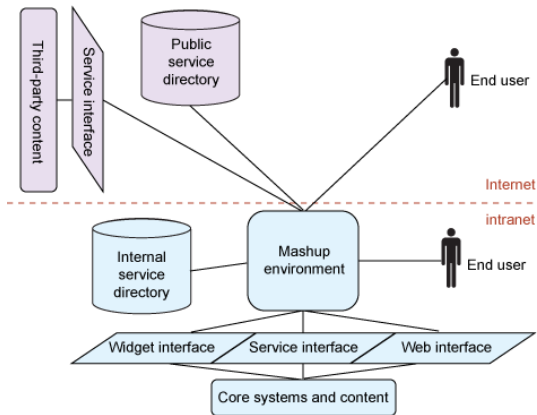 Third-party content
Service interface
Public
service
directory
End user
Internet
intranet
Internal
service
directory
Mashup
environment
End user
Widget interface
Service interface
Web interface
Core systems and content